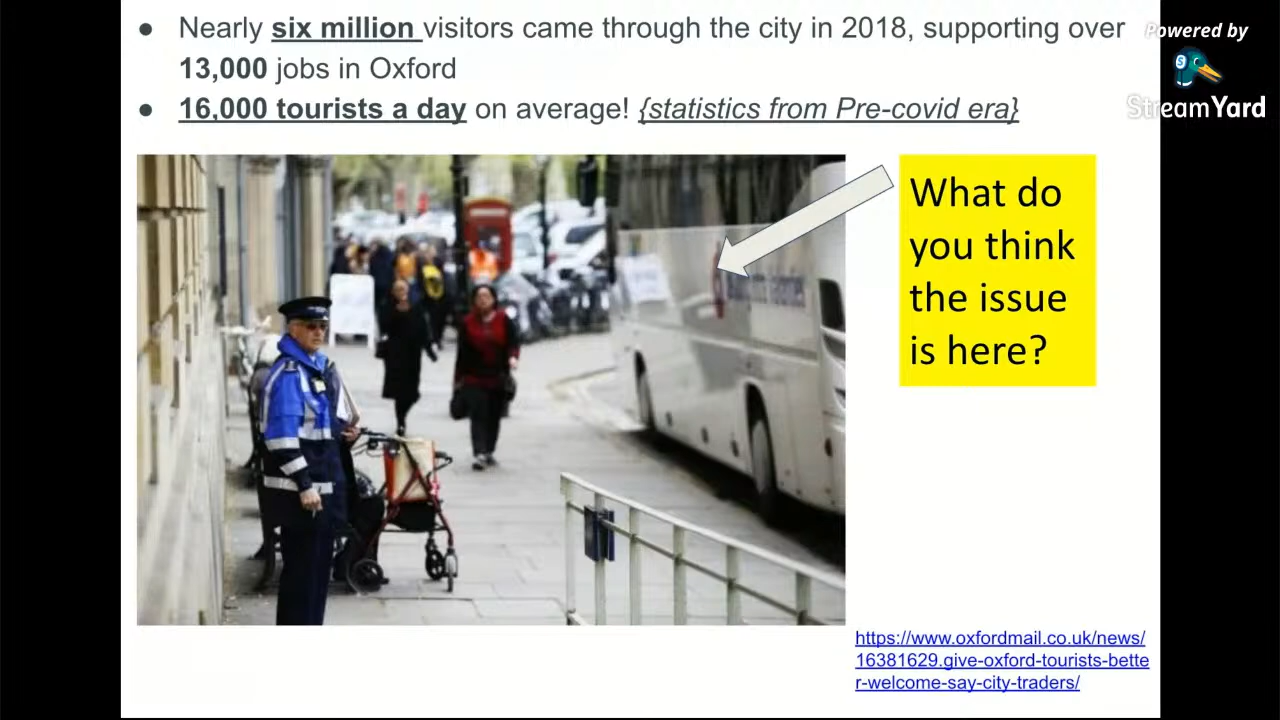 ● Nearly six million visitors came through the city in 2018, supporting over
13,000 jobs in Oxford
● 16,000 tourists a day on average! {statistics from Pre-covid era}
Powered by
StreamYard
What do
you think
the issue
is here?
https://www.oxfordmail.co.uk/news/
16381629.give-oxford-tourists-bette
r-welcome-say-city-traders/